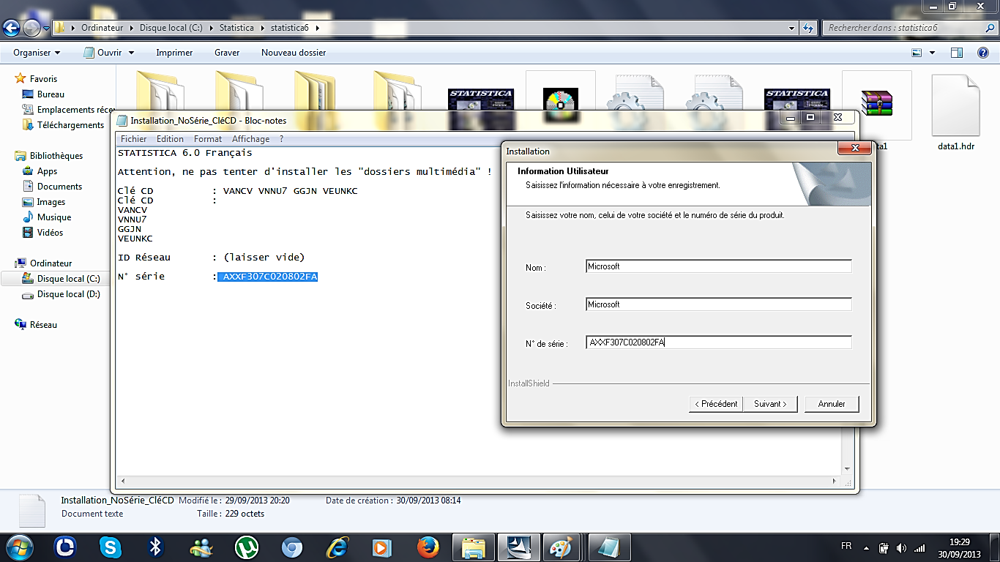 Ordinateur Disque local (C:) Statistica statistica6
Rechercher dans : statistica6
Organiser Ouvrir Imprimer Graver Nouveau dossier
Favoris
Bureau
Emplacements réce
Téléchargements
Bibliothèques
Apps
Documents
Images
Musique
Vidéos
Ordinateur
Disque local (C:)
Disque local (D:)
Réseau
STATISTICA
STATISTICA
data1.hdr
Installation_NoSérie_CléCD - Bloc-notes
Fichier Edition Format Affichage ?
STATISTICA 6.0 Français
Attention, ne pas tenter d'installer les "dossiers multimédia" !
Clé CD : VANCV VNNU7 GGJN VEUNKC
Clé CD :
VANCV
VNNU7
GGJN
VEUNKC
ID Réseau : (laisser vide)
N° série : AXXF307C020802FA
Installation
Information Utilisateur
Saisissez l'information nécessaire à votre enregistrement.
Saisissez votre nom, celui de votre société et le numéro de série du produit.
Nom : Microsoft
Société : Microsoft
N° de série : AXXF307C020802FA
InstallShield
< Précédent Suivant > Annuler
Installation_NoSérie_CléCD Modifié le : 29/09/2013 20:20 Date de création : 30/09/2013 08:14
Document texte Taille : 229 octets
FR
19:29
30/09/2013